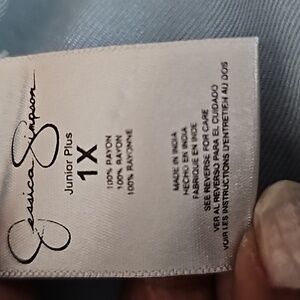 Jessica Simpson
Junior Plus
1X
100% RAYON
100% RAYON
100% RAYONNE
MADE IN INDIA
HECHO EN INDIA
FABRIQUE EN INDE
SEE REVERSE FOR CARE
VER AL REVERSO PARA EL CUIDADO
VOIR LES INSTRUCTIONS D'ENTRETIEN AU DOS